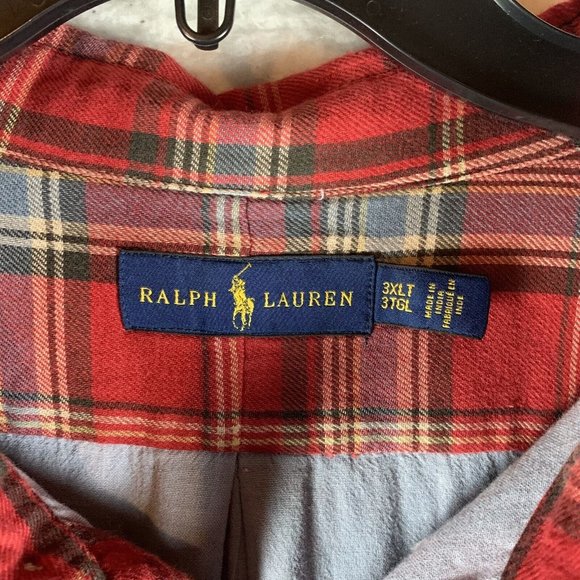 RALPH LAUREN
3XLT
3TGL
MADE IN
INDIA
FABRIQUÉ EN
INDE